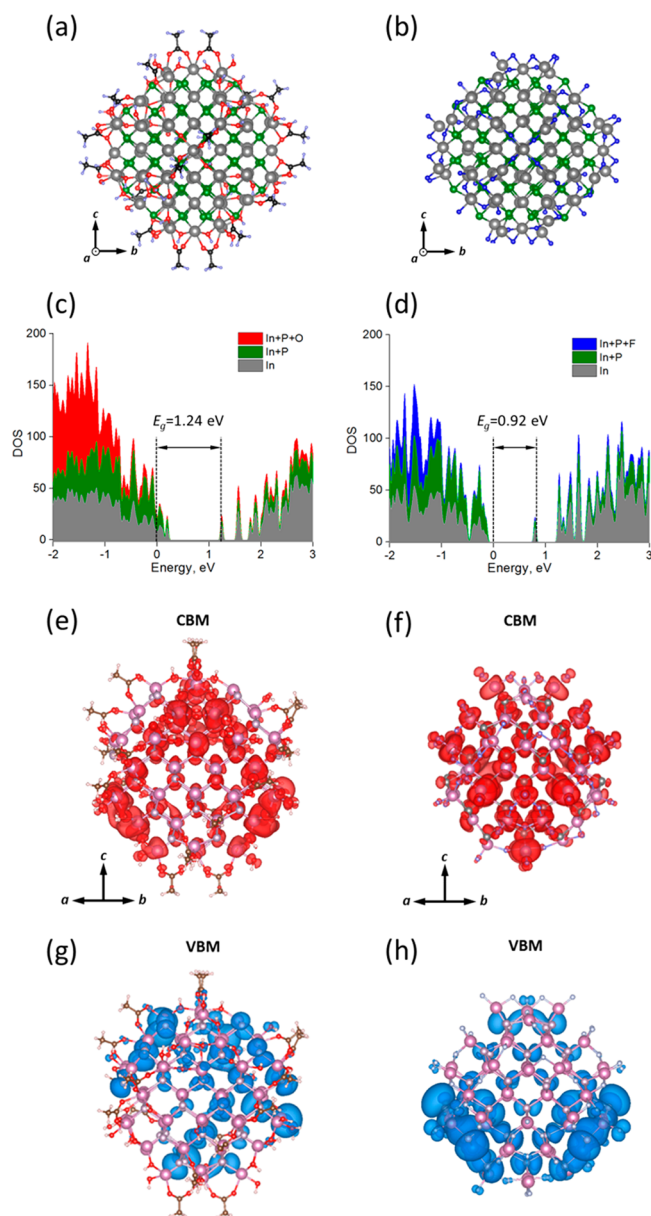 (a)
(b)
c
a
b
c
a
b
(c)
(d)
200
150
100
50
0
DOS
In+P+O
In+P
In
Eg=1.24 eV
-2
-1
0
1
2
3
Energy, eV
200
150
100
50
0
DOS
In+P+F
In+P
In
Eg=0.92 eV
-2
-1
0
1
2
3
Energy, eV
(e)
CBM
(f)
CBM
c
a
b
c
a
b
(g)
VBM
(h)
VBM